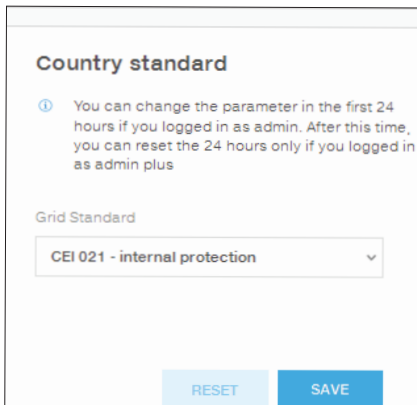 Country standard
You can change the parameter in the first 24
hours if you logged in as admin. After this time,
you can reset the 24 hours only if you logged in
as admin plus
Grid Standard
CEI 021 - internal protection
RESET
SAVE